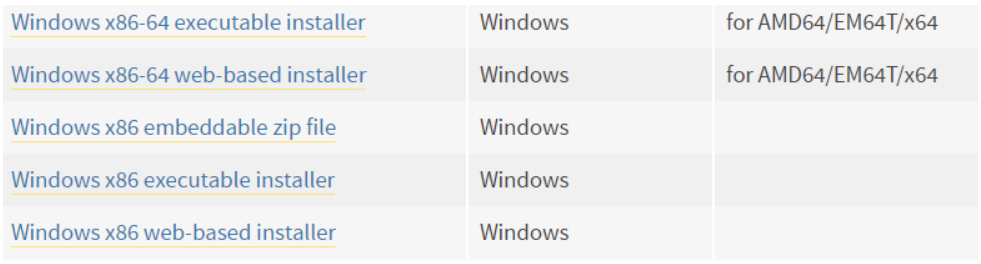 Windows x86-64 executable installer Windows for AMD64/EM64T/x64
Windows x86-64 web-based installer Windows for AMD64/EM64T/x64
Windows x86 embeddable zip file Windows
Windows x86 executable installer Windows
Windows x86 web-based installer Windows